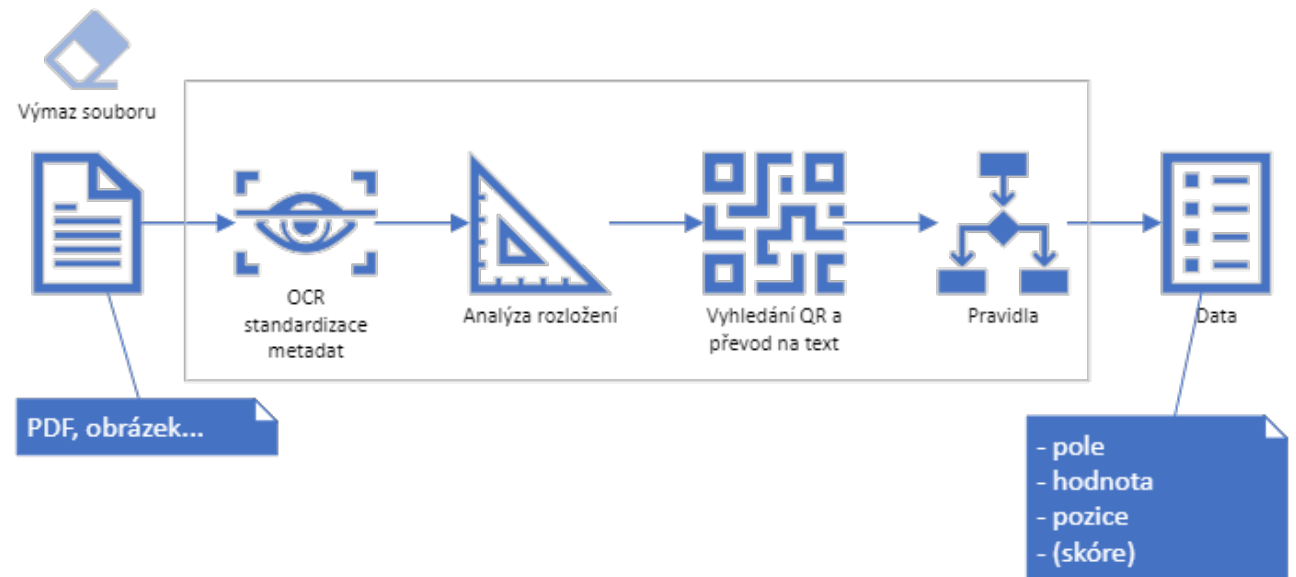 Výmaz souboru
OCR
standardizace
metadat
Analýza rozložení
Vyhledání QR a
převod na text
Pravidla
Data
PDF, obrázek...
- pole
- hodnota
- pozice
- (skóre)